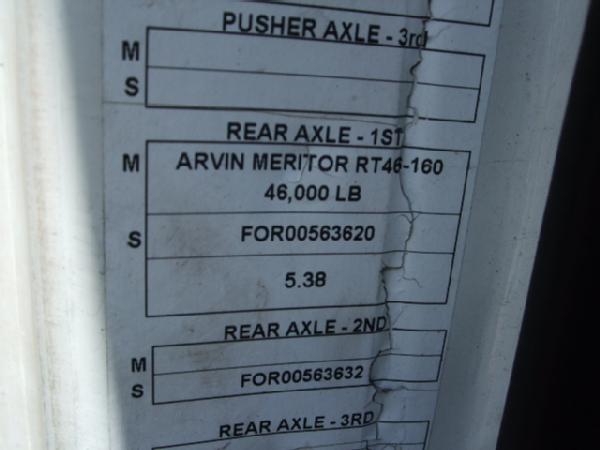 PUSHER AXLE - 3rd
M
S
REAR AXLE - 1ST
M ARVIN MERITOR RT46-160
46,000 LB
S FOR00563620
5.38
REAR AXLE - 2ND
M
S FOR00563632
REAR AXLE - 3RD